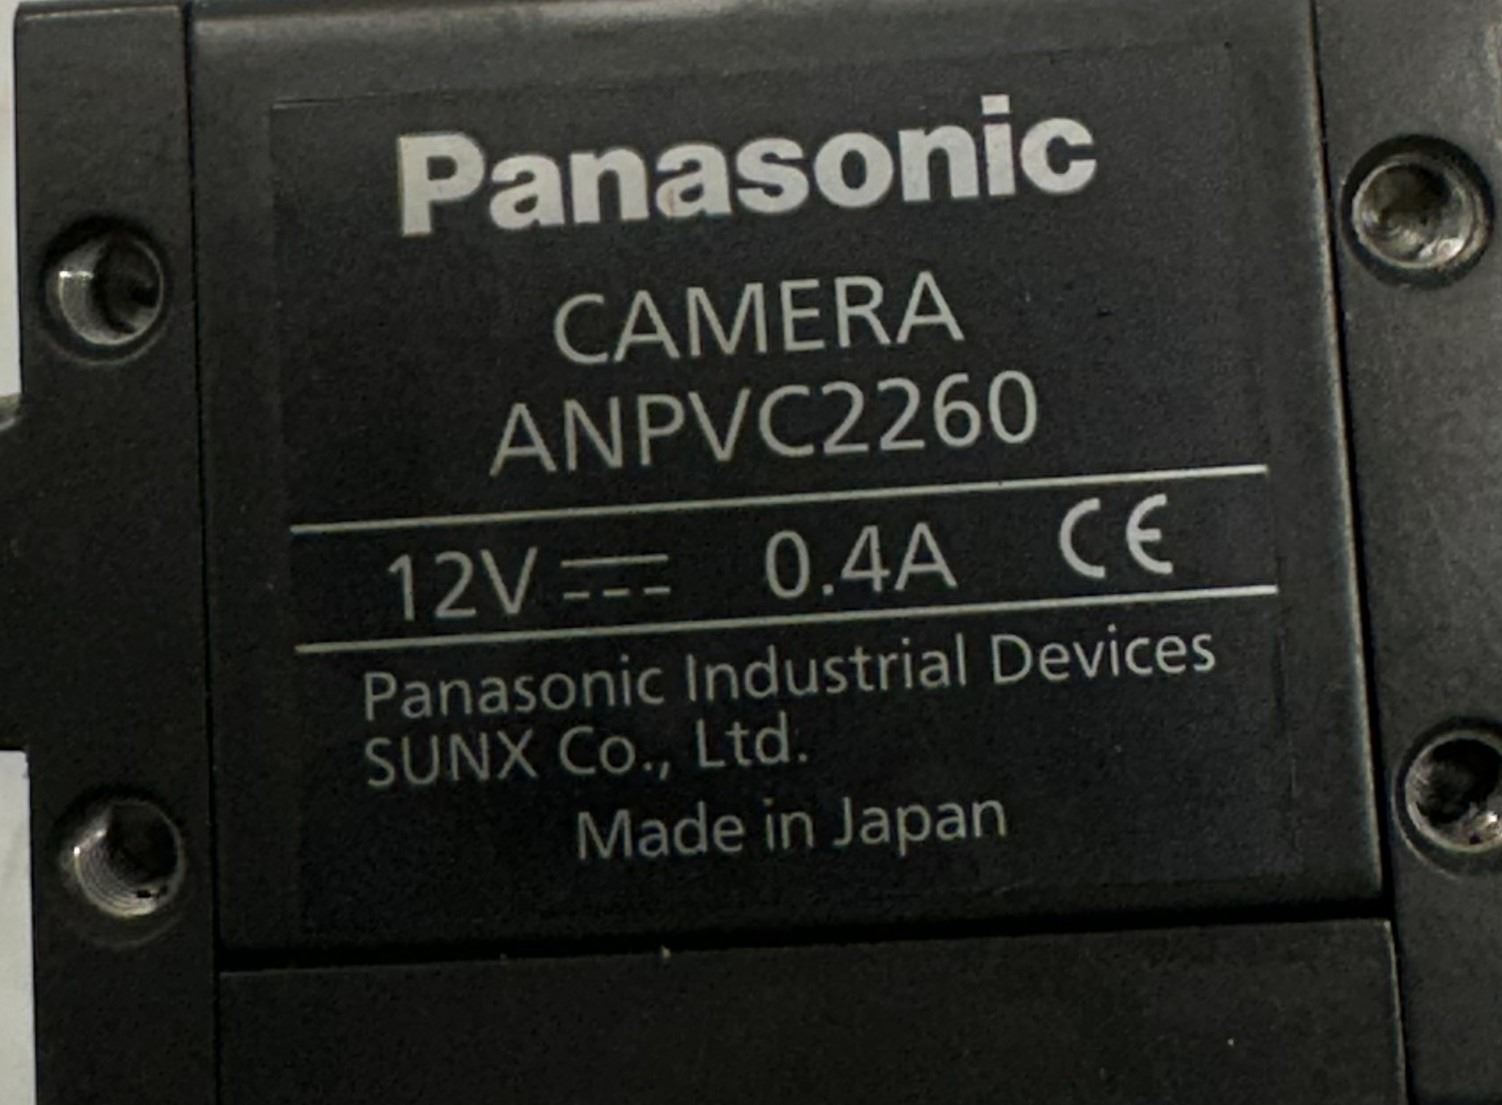 Panasonic
CAMERA
ANPVC2260
12V ⎓ 0.4A CE
Panasonic Industrial Devices
SUNX Co., Ltd.
Made in Japan